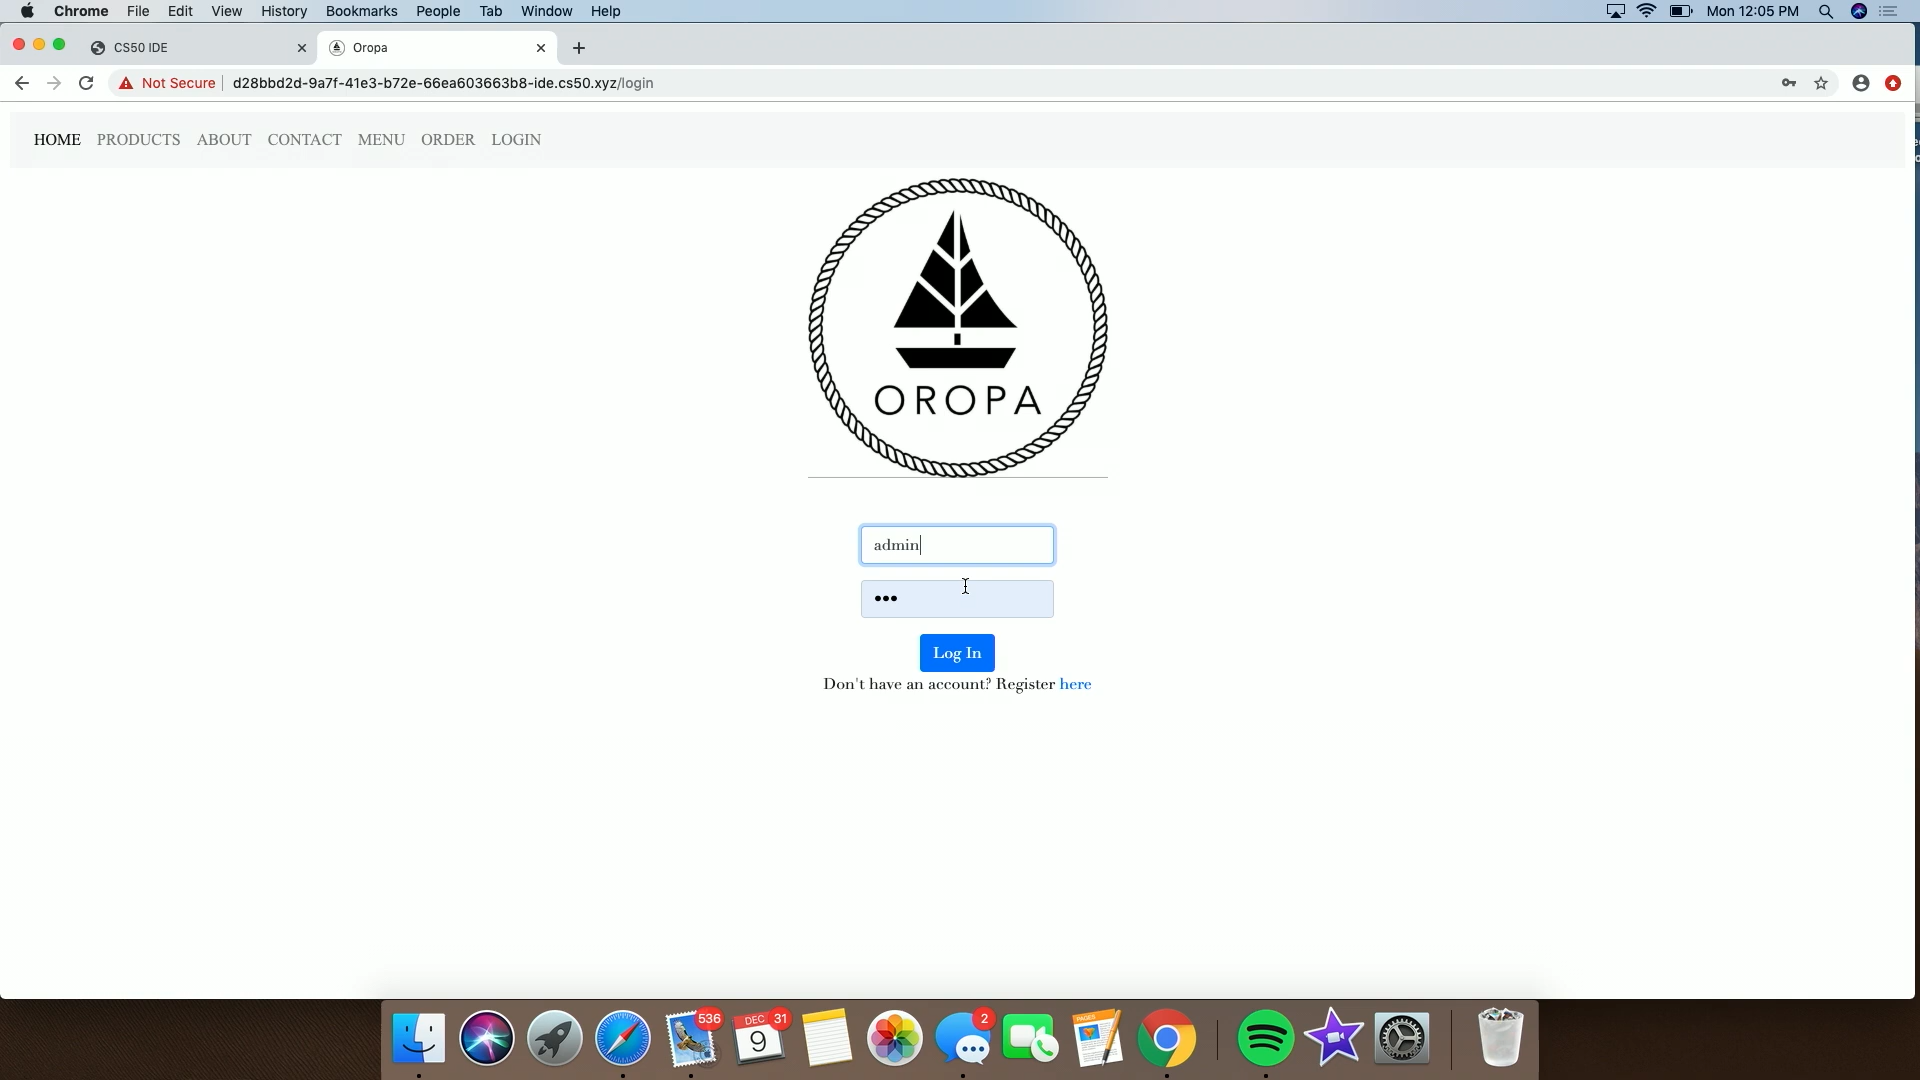 Chrome File Edit View History Bookmarks People Tab Window Help Mon 12:05 PM
CS50 IDE Oropa
Not Secure d28bbd2d-9a7f-41e3-b72e-66ea603663b8-ide.cs50.xyz/login
HOME PRODUCTS ABOUT CONTACT MENU ORDER LOGIN
OROPA
admin
•••
Log In
Don't have an account? Register here
536
DEC 31
9
2
PAGES